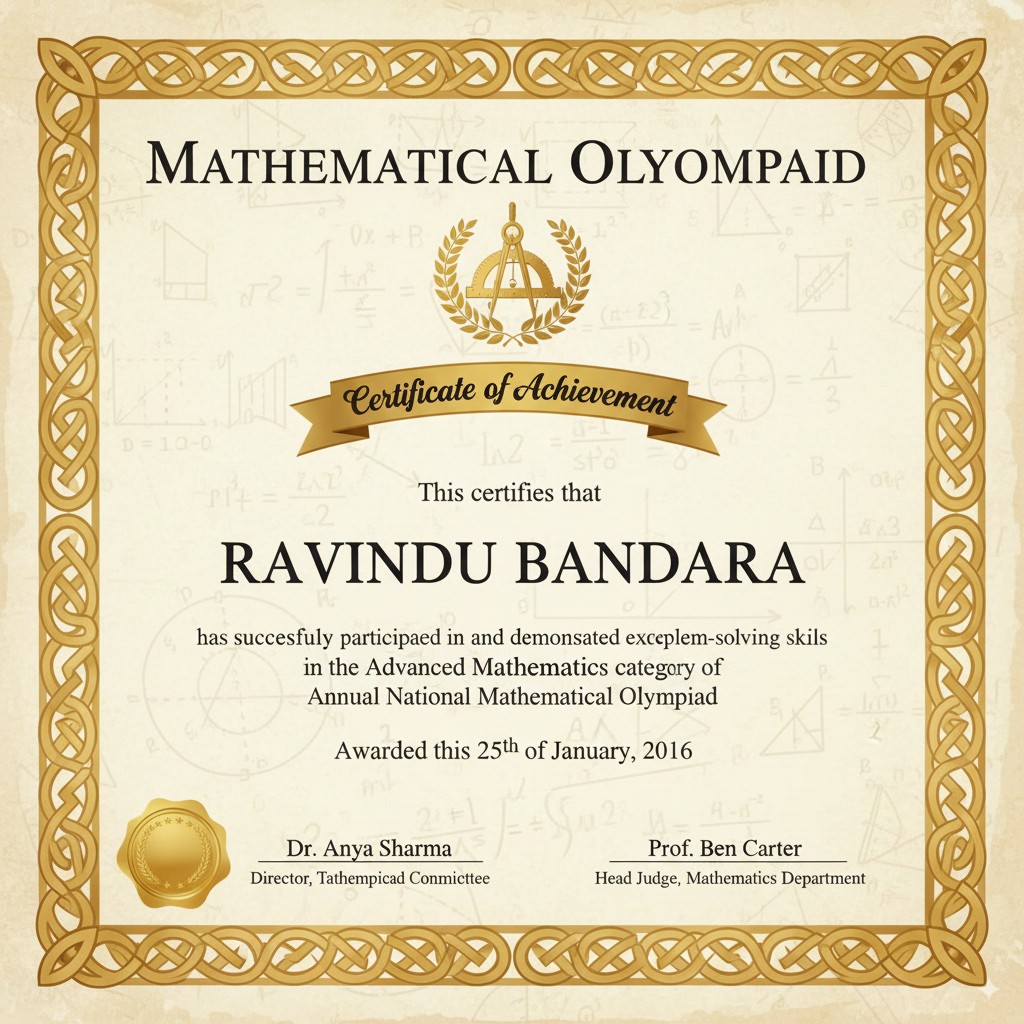 MATHEMATICAL OLYOMPAID
Certificate of Achievement
This certifies that
RAVINDU BANDARA
has succesfuly participaed in and demonsated exceplem-solving skils
in the Advanced Mathematics category of
Annual National Mathematical Olympiad
Awarded this 25th of January, 2016
Dr. Anya Sharma
Director, Tathempicad Conmicttee
Prof. Ben Carter
Head Judge, Mathematics Department